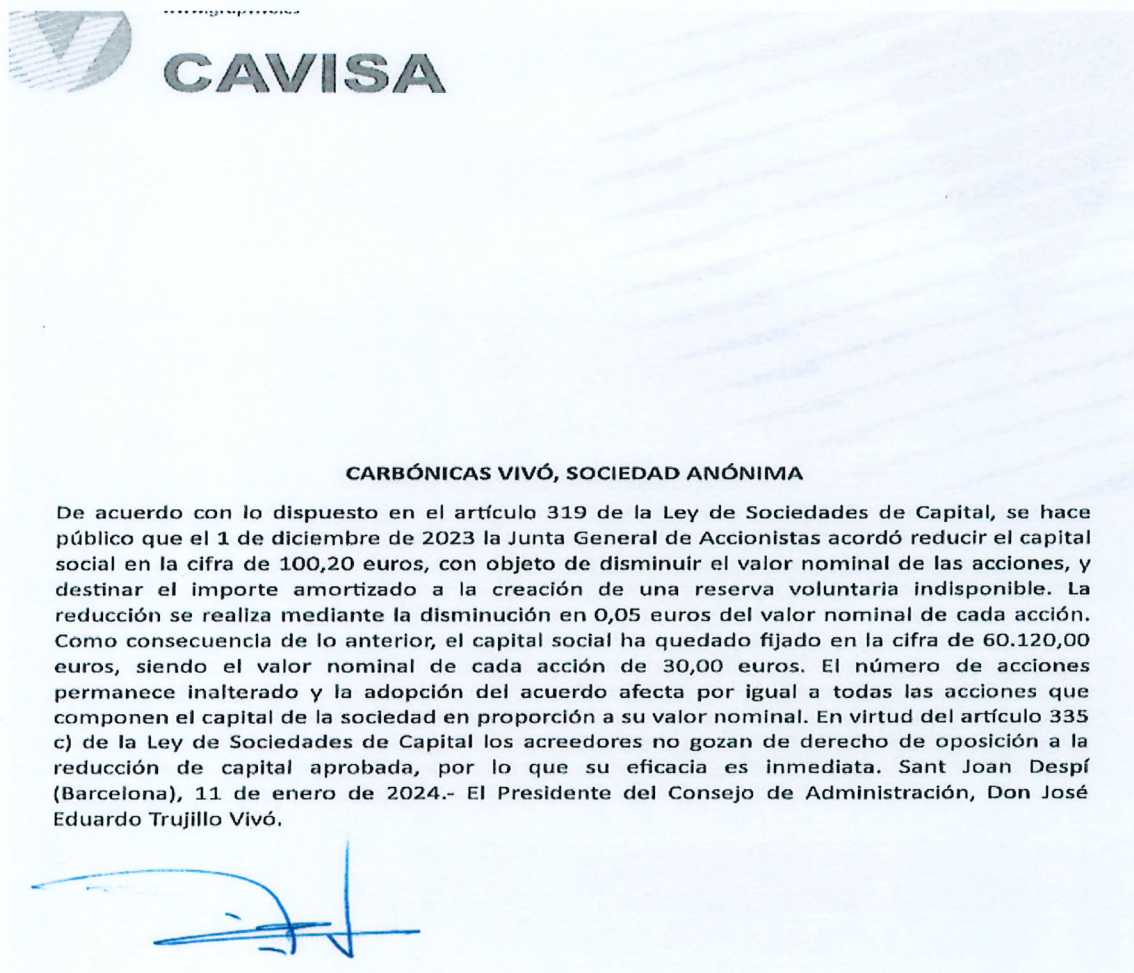 CAVISA
CARBÓNICAS VIVÓ, SOCIEDAD ANÓNIMA
De acuerdo con lo dispuesto en el artículo 319 de la Ley de Sociedades de Capital, se hace
público que el 1 de diciembre de 2023 la Junta General de Accionistas acordó reducir el capital
social en la cifra de 100,20 euros, con objeto de disminuir el valor nominal de las acciones, y
destinar el importe amortizado a la creación de una reserva voluntaria indisponible. La
reducción se realiza mediante la disminución en 0,05 euros del valor nominal de cada acción.
Como consecuencia de lo anterior, el capital social ha quedado fijado en la cifra de 60.120,00
euros, siendo el valor nominal de cada acción de 30,00 euros. El número de acciones
permanece inalterado y la adopción del acuerdo afecta por igual a todas las acciones que
componen el capital de la sociedad en proporción a su valor nominal. En virtud del artículo 335
c) de la Ley de Sociedades de Capital los acreedores no gozan de derecho de oposición a la
reducción de capital aprobada, por lo que su eficacia es inmediata. Sant Joan Despí
(Barcelona), 11 de enero de 2024.- El Presidente del Consejo de Administración, Don José
Eduardo Trujillo Vivó.